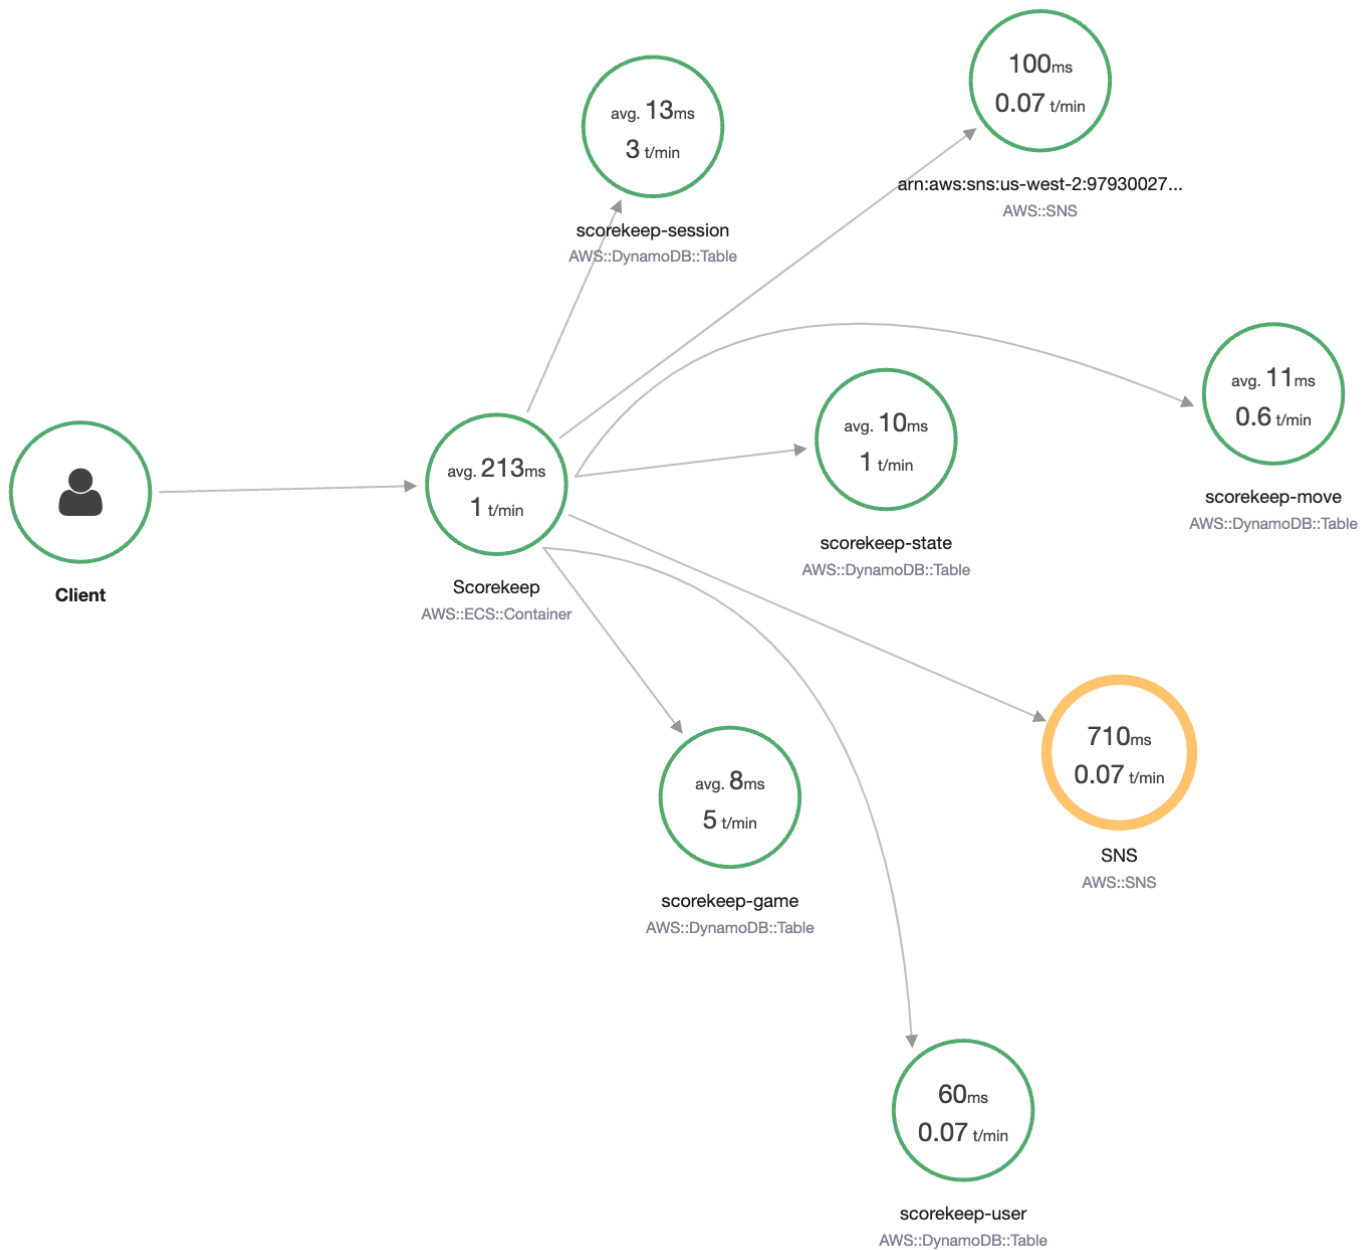 100ms
0.07 t/min
arn:aws:sns:us-west-2:97930027...
AWS::SNS
avg. 13ms
3 t/min
scorekeep-session
AWS::DynamoDB::Table
avg. 11ms
0.6 t/min
scorekeep-move
AWS::DynamoDB::Table
avg. 10ms
1 t/min
scorekeep-state
AWS::DynamoDB::Table
Client
avg. 213ms
1 t/min
Scorekeep
AWS::ECS::Container
710ms
0.07 t/min
SNS
AWS::SNS
avg. 8ms
5 t/min
scorekeep-game
AWS::DynamoDB::Table
60ms
0.07 t/min
scorekeep-user
AWS::DynamoDB::Table